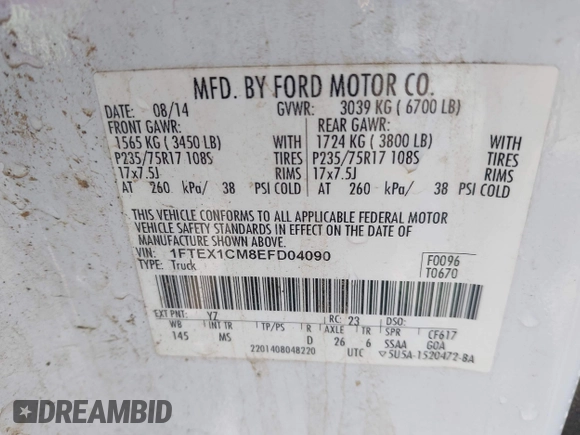 MFD. BY FORD MOTOR CO.
DATE: 08/14 GVWR: 3039 KG ( 6700 LB)
FRONT GAWR: REAR GAWR:
1565 KG ( 3450 LB) WITH 1724 KG ( 3800 LB) WITH
P235/75R17 108S TIRES P235/75R17 108S TIRES
17x7.5J RIMS 17x7.5J RIMS
AT 260 kPa/ 38 PSI COLD AT 260 kPa/ 38 PSI COLD
THIS VEHICLE CONFORMS TO ALL APPLICABLE FEDERAL MOTOR
VEHICLE SAFETY STANDARDS IN EFFECT ON THE DATE OF
MANUFACTURE SHOWN ABOVE.
VIN: 1FTEX1CM8EFD04090 F0096
TYPE: Truck T0670
EXT PNT: YZ RC: 23 DSO:
WB INT TR TP/PS R AXLE TR SPR CF617
145 MS D 26 6 SSAA GOA
2201408048220 UTC ▽5U5A-1520472-BA
DREAMBID